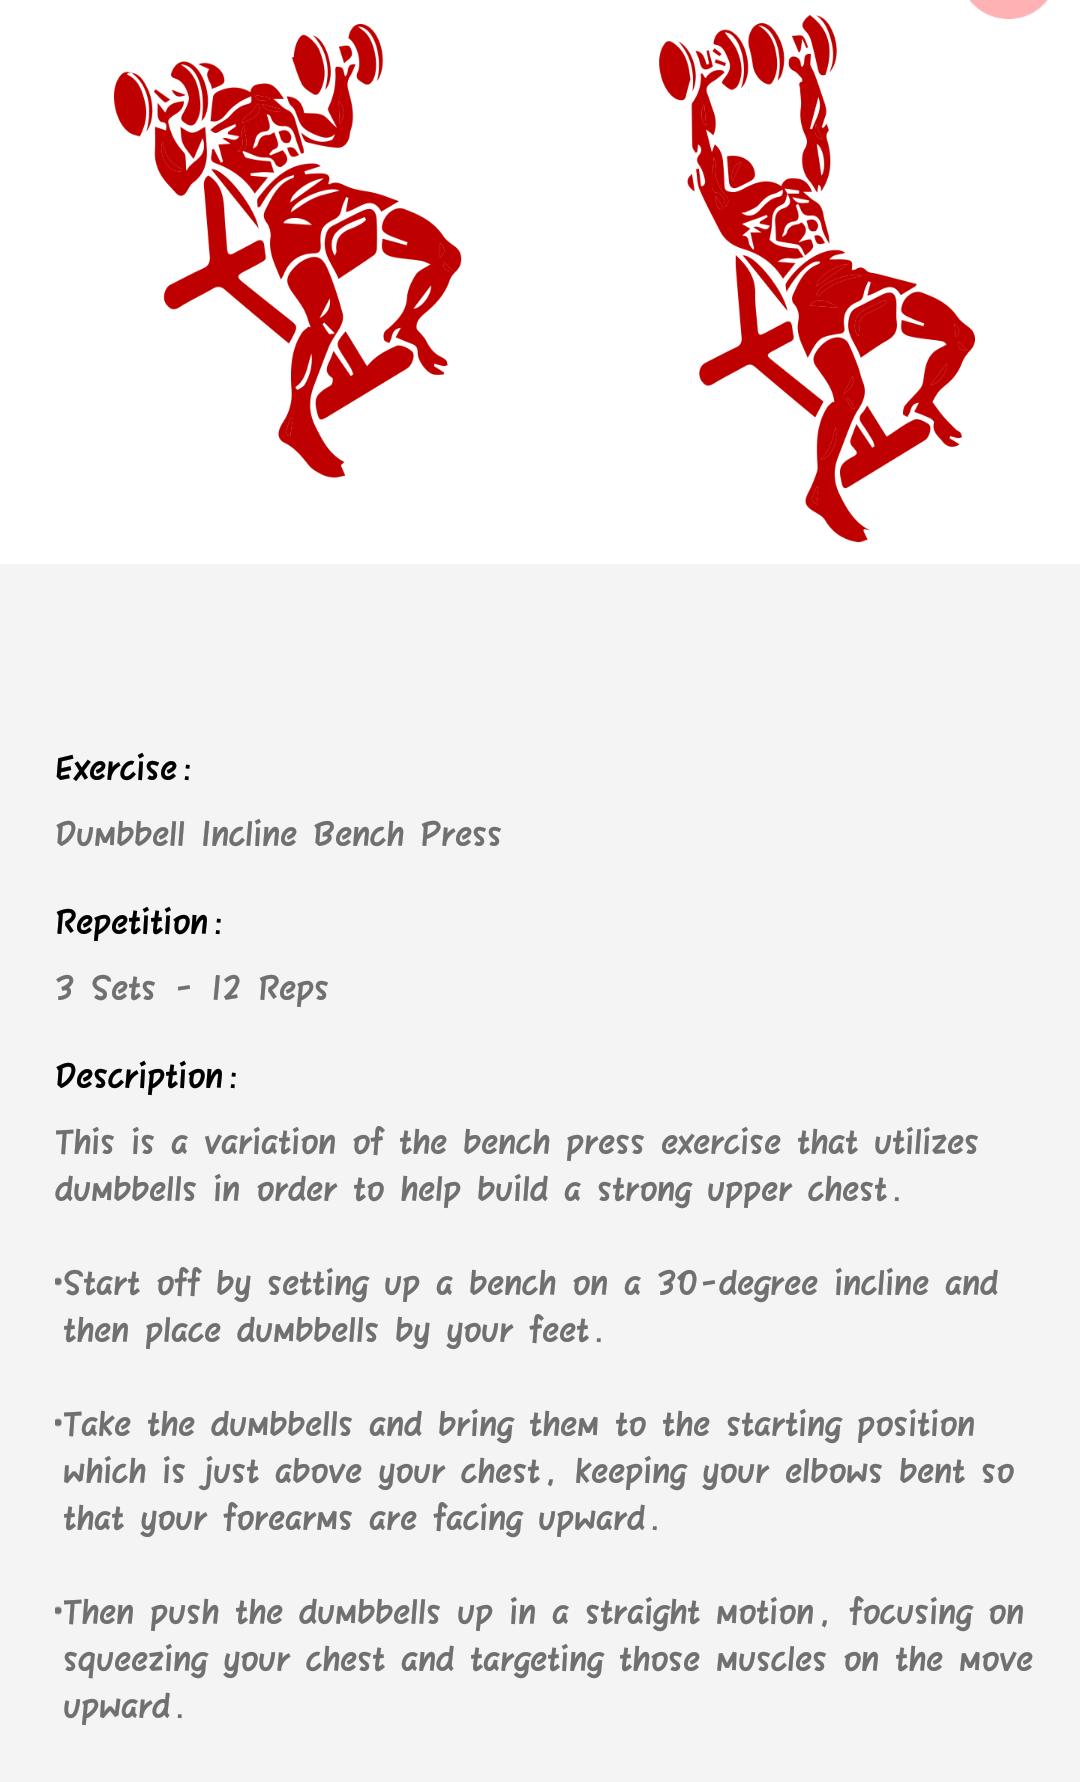 Exercise:
Dumbbell Incline Bench Press
Repetition:
3 Sets - 12 Reps
Description:
This is a variation of the bench press exercise that utilizes
dumbbells in order to help build a strong upper chest.
•Start off by setting up a bench on a 30-degree incline and
then place dumbbells by your feet.
•Take the dumbbells and bring them to the starting position
which is just above your chest, keeping your elbows bent so
that your forearms are facing upward.
•Then push the dumbbells up in a straight motion, focusing on
squeezing your chest and targeting those muscles on the move
upward.